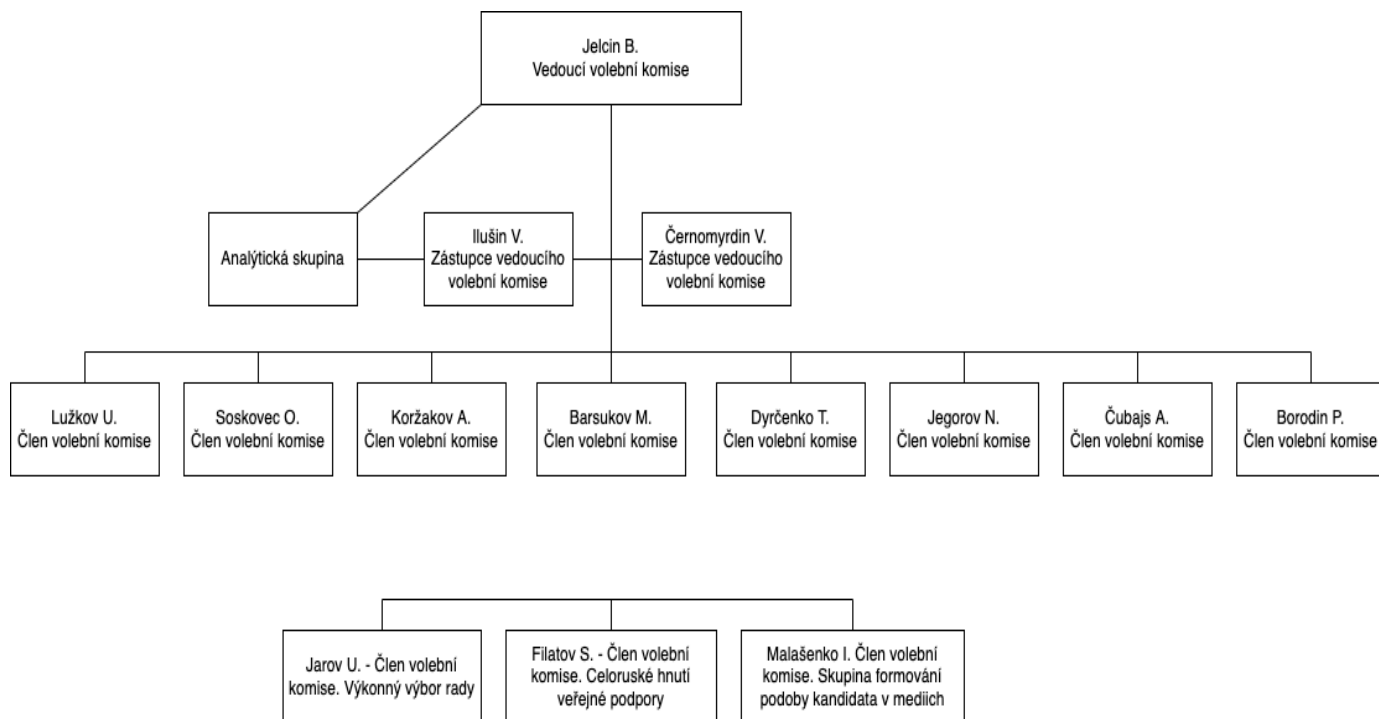 Jelcin B.
Vedoucí volební komise
Analýtická skupina
Ilušin V.
Zástupce vedoucího
volební komise
Černomyrdin V.
Zástupce vedoucího
volební komise
Lužkov U.
Člen volební komise
Soskovec O.
Člen volební komise
Koržakov A.
Člen volební komise
Barsukov M.
Člen volební komise
Dyrčenko T.
Člen volební komise
Jegorov N.
Člen volební komise
Čubajs A.
Člen volební komise
Borodin P.
Člen volební komise
Jarov U. - Člen volební
komise. Výkonný výbor rady
Filatov S. - Člen volební
komise. Celoruské hnutí
veřejné podpory
Malašenko I. Člen volební
komise. Skupina formování
podoby kandidata v mediich